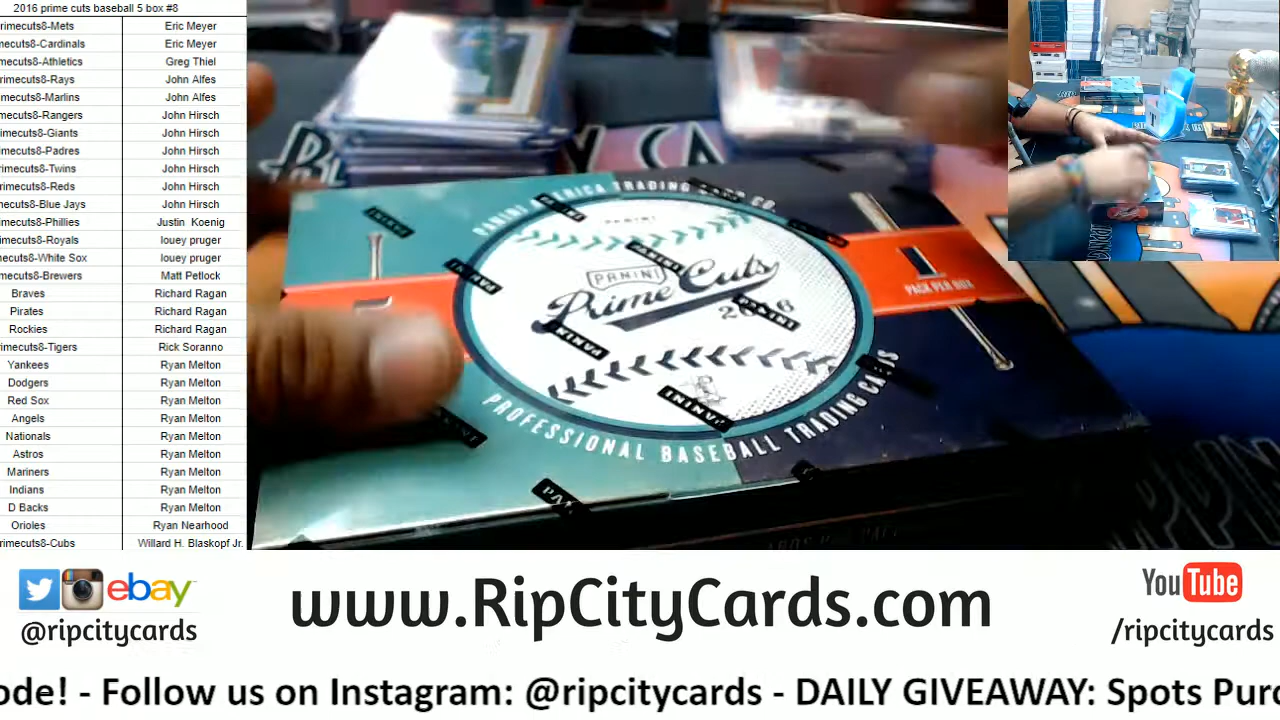 2016 prime cuts baseball 5 box #8
rimecuts8-Mets Eric Meyer
mecuts8-Cardinals Eric Meyer
mecuts8-Athletics Greg Thiel
rimecuts8-Rays John Alfes
imecuts8-Marlins John Alfes
mecuts8-Rangers John Hirsch
imecuts8-Giants John Hirsch
imecuts8-Padres John Hirsch
imecuts8-Twins John Hirsch
rimecuts8-Reds John Hirsch
mecuts8-Blue Jays John Hirsch
mecuts8-Phillies Justin Koenig
imecuts8-Royals louey pruger
mecuts8-White Sox louey pruger
mecuts8-Brewers Matt Petlock
Braves Richard Ragan
Pirates Richard Ragan
Rockies Richard Ragan
rimecuts8-Tigers Rick Soranno
Yankees Ryan Melton
Dodgers Ryan Melton
Red Sox Ryan Melton
Angels Ryan Melton
Nationals Ryan Melton
Astros Ryan Melton
Mariners Ryan Melton
Indians Ryan Melton
D Backs Ryan Melton
Orioles Ryan Nearhood
rimecuts8-Cubs Willard H. Blaskopf Jr.
PANINI AMERICA TRADING CARD CO.
PANINI
PANINI
Prime Cuts
2016
1
PACK PER BOX
PROFESSIONAL BASEBALL TRADING CARDS
ebay
@ripcitycards
www.RipCityCards.com
YouTube
/ripcitycards
ode! - Follow us on Instagram: @ripcitycards - DAILY GIVEAWAY: Spots Purc